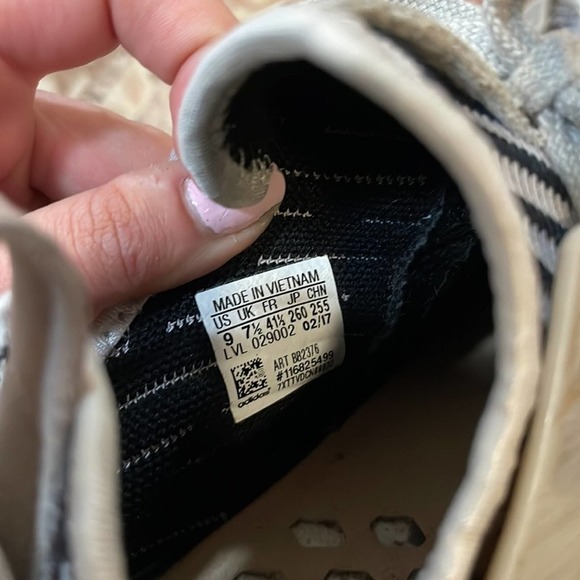 MADE IN VIETNAM
US UK FR JP CHN
9 7½ 41⅓ 260 255
LVL 029002 02/17
ART BB2376
#116825499
adidas